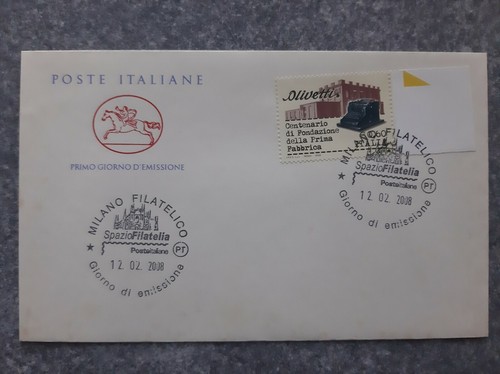 POSTE ITALIANE
PRIMO GIORNO D'EMISSIONE
Olivetti
Centenario
di Fondazione
della Prima
Fabbrica
ITALIA
MILANO FILATELICO
SpazioFilatelia
Posteitaliane
PT
12.02.2008
Giorno di emissione
MILANO FILATELICO
SpazioFilatelia
Posteitaliane
PT
12.02.2008
Giorno di emissione